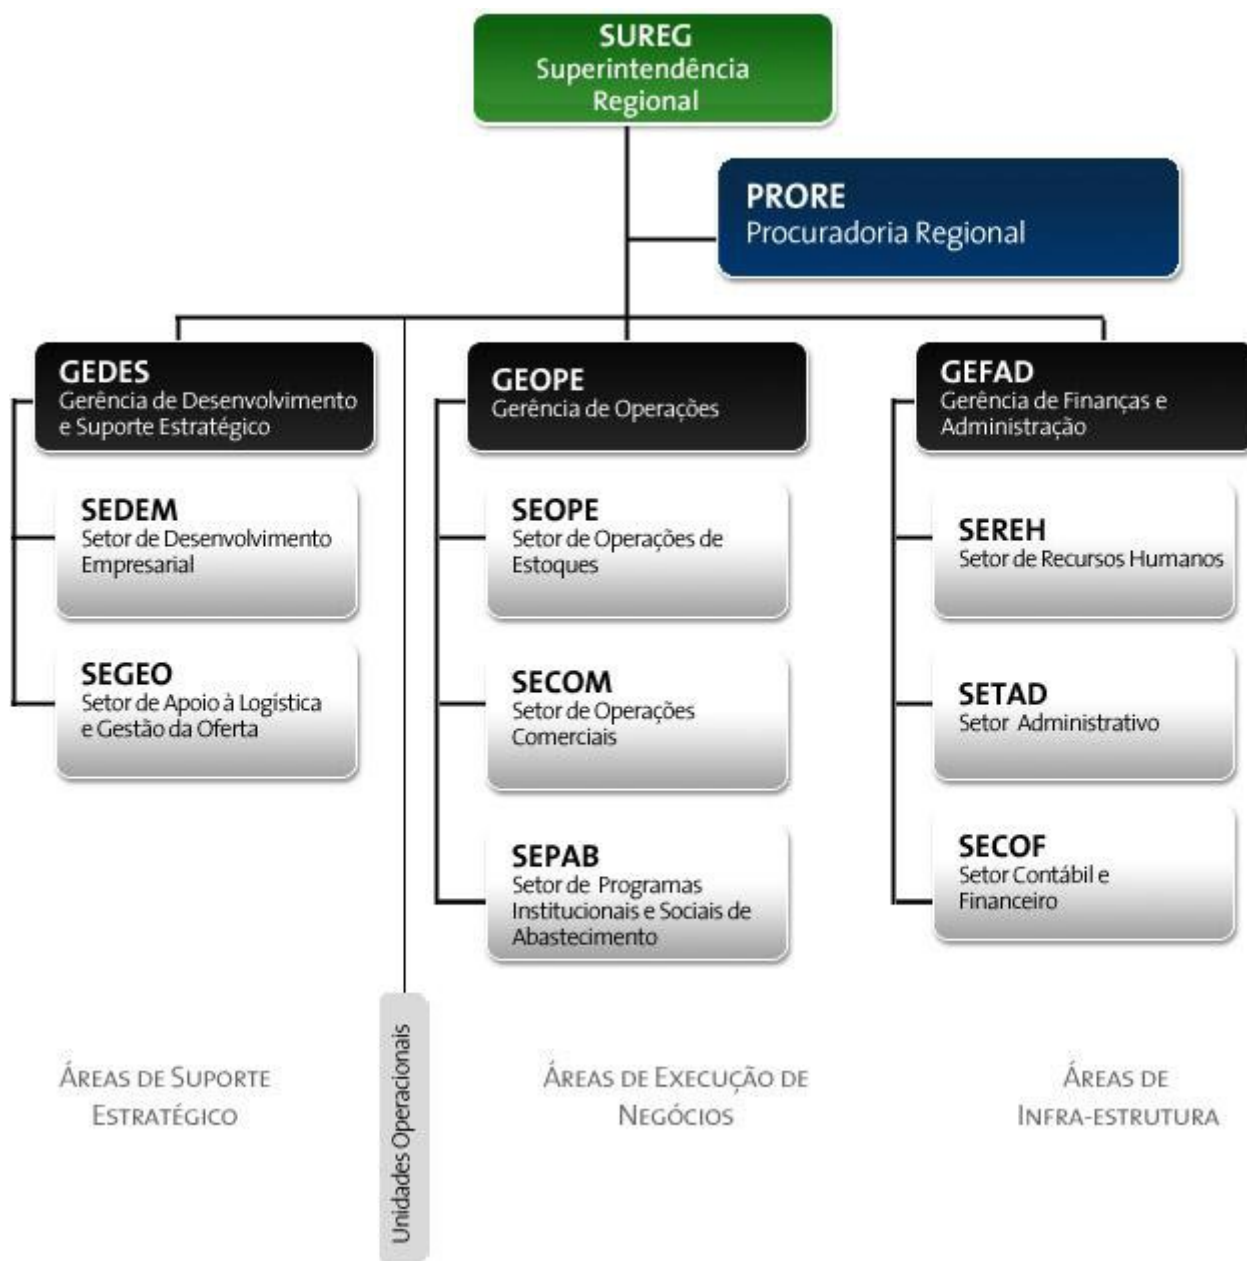 SUREG
Superintendência
Regional
PRORE
Procuradoria Regional
GEDES
Gerência de Desenvolvimento
e Suporte Estratégico
SEDEM
Setor de Desenvolvimento
Empresarial
SEGEO
Setor de Apoio à Logística
e Gestão da Oferta
GEOPE
Gerência de Operações
SEOPE
Setor de Operações de
Estoques
SECOM
Setor de Operações
Comerciais
SEPAB
Setor de Programas
Institucionais e Sociais de
Abastecimento
GEFAD
Gerência de Finanças e
Administração
SEREH
Setor de Recursos Humanos
SETAD
Setor Administrativo
SECOF
Setor Contábil e
Financeiro
Unidades Operacionais
ÁREAS DE SUPORTE
ESTRATÉGICO
ÁREAS DE EXECUÇÃO DE
NEGÓCIOS
ÁREAS DE
INFRA-ESTRUTURA